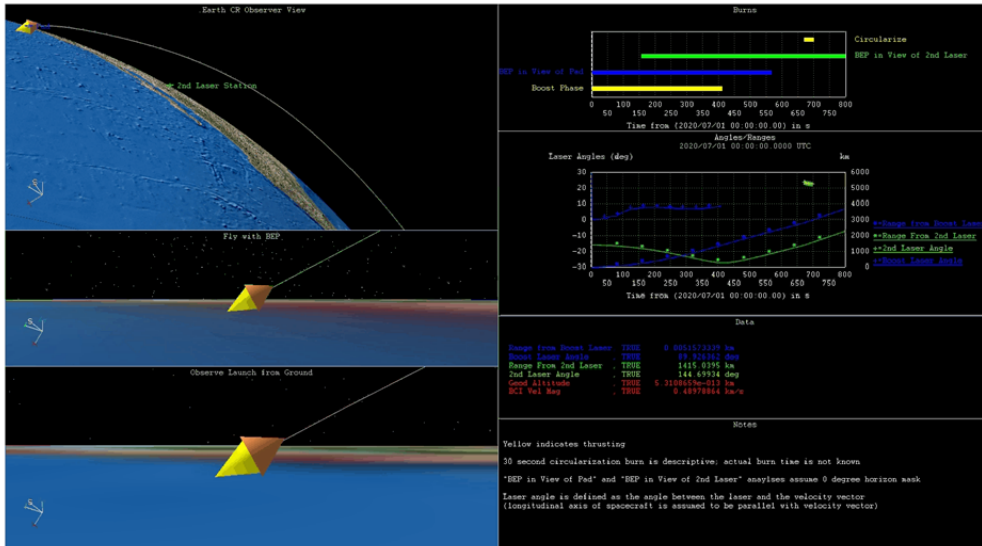 .Earth CR Observer View
2nd Laser Station
Fly with BEP
Observe Launch from Ground
Burns
Circularize
BEP in View of 2nd Laser
BEP in View of Pad
Boost Phase
0 100 200 300 400 500 600 700 800
50 150 250 350 450 550 650 750
Time from (2020/07/01 00:00:00.00) in s
Angles/Ranges
2020/07/01 00:00:00.0000 UTC
Laser Angles (deg) km
30 6000
20 5000
10 4000
0 3000
-10 2000
-20 1000
-30 0
*=Range from Boost Laser
*=Range From 2nd Laser
+=2nd Laser Angle
+=Boost Laser Angle
0 100 200 300 400 500 600 700 800
50 150 250 350 450 550 650 750
Time from (2020/07/01 00:00:00.00) in s
Data
Range from Boost Laser . TRUE 0.0051573339 km
Boost Laser Angle . TRUE deg
Range From 2nd Laser . TRUE 1415.0395 km
2nd Laser Angle . TRUE 144.69934 deg
Geod Altitude . TRUE 5.3108659e-013 km
BCI Vel Mag . TRUE 0.48978864 km/s
Notes
Yellow indicates thrusting
30 second circularization burn is descriptive; actual burn time is not known
"BEP in View of Pad" and "BEP in View of 2nd Laser" anaylses assume 0 degree horizon mask
Laser angle is defined as the angle between the laser and the velocity vector
(longitudinal axis of spacecraft is assumed to be parallel with velocity vector)